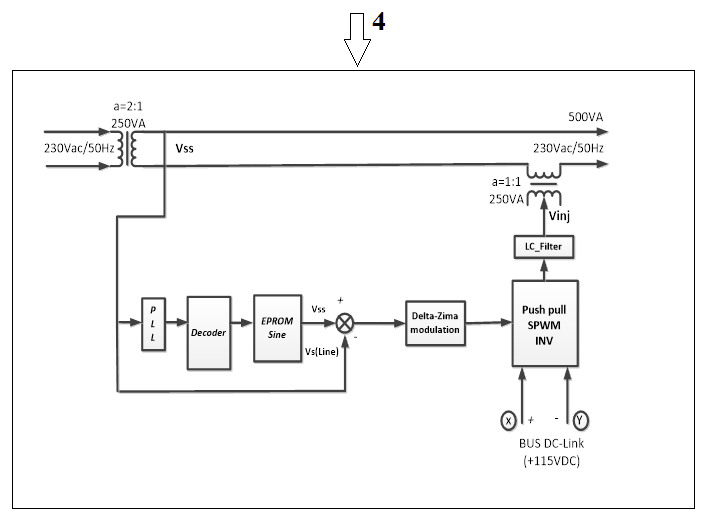 4
a=2:1
250VA
500VA
230Vac/50Hz
Vss
230Vac/50Hz
a=1:1
250VA
Vinj
LC_Filter
P
L
L
Decoder
EPROM
Sine
Vss
+
-
Vs(Line)
Delta-Zima
modulation
Push pull
SPWM
INV
X + - Y
BUS DC-Link
(+115VDC)